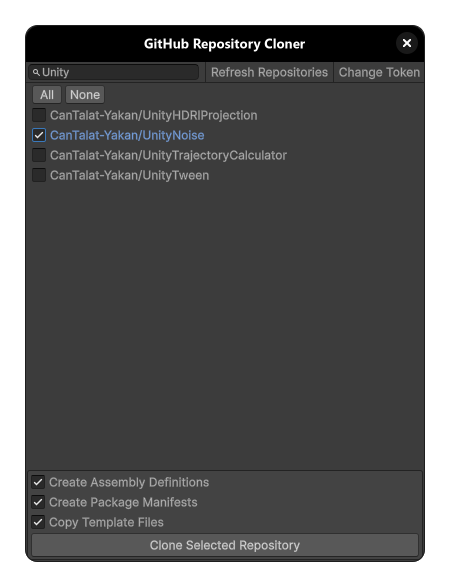 GitHub Repository Cloner
Unity Refresh Repositories Change Token
All None
CanTalat-Yakan/UnityHDRIProjection
CanTalat-Yakan/UnityNoise
CanTalat-Yakan/UnityTrajectoryCalculator
CanTalat-Yakan/UnityTween
Create Assembly Definitions
Create Package Manifests
Copy Template Files
Clone Selected Repository